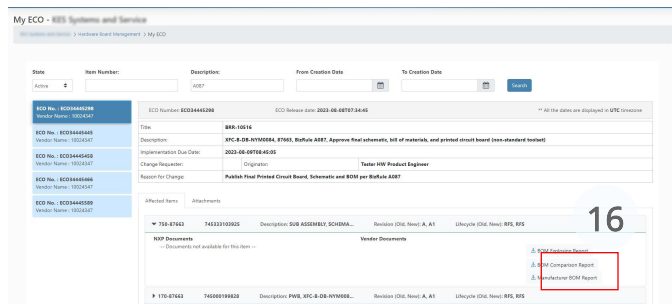 My ECO -
Hardware Board Management > My ECO
State Item Number: Description: From Creation Date To Creation Date
Active A087 Search
ECO No. : ECO34445298
Vendor Name : 10024347
ECO No. : ECO34445445
Vendor Name : 10024347
ECO No. : ECO34445458
Vendor Name : 10024347
ECO No. : ECO34445466
Vendor Name : 10024347
ECO No. : ECO34445589
Vendor Name : 10024347
ECO Number: ECO34445298 ECO Release date: 2023-08-08T07:34:45 ** All the dates are displayed in UTC timezone
Title: BRR-10516
Description: XFC-B-DB-NYM0084, 87663, BizRule A087, Approve final schematic, bill of materials, and printed circuit board (non-standard toolset)
Implementation Due Date: 2023-08-09T08:45:05
Change Requester: Originator: Tester HW Product Engineer
Reason for Change: Publish Final Printed Circuit Board, Schematic and BOM per BizRule A087
Affected Items Attachments
750-87663 745333103925 Description: SUB ASSEMBLY, SCHEMA... Revision (Old, New): A, A1 Lifecycle (Old, New): RFS, RFS
16
NXP Documents Vendor Documents
-- Documents not available for this item --
BOM Explosion Report
BOM Comparison Report
Manufacturer BOM Report
170-87663 745000199828 Description: PWB, XFC-B-DB-NYM008... Revision (Old, New): A, A1 Lifecycle (Old, New): RFS, RFS